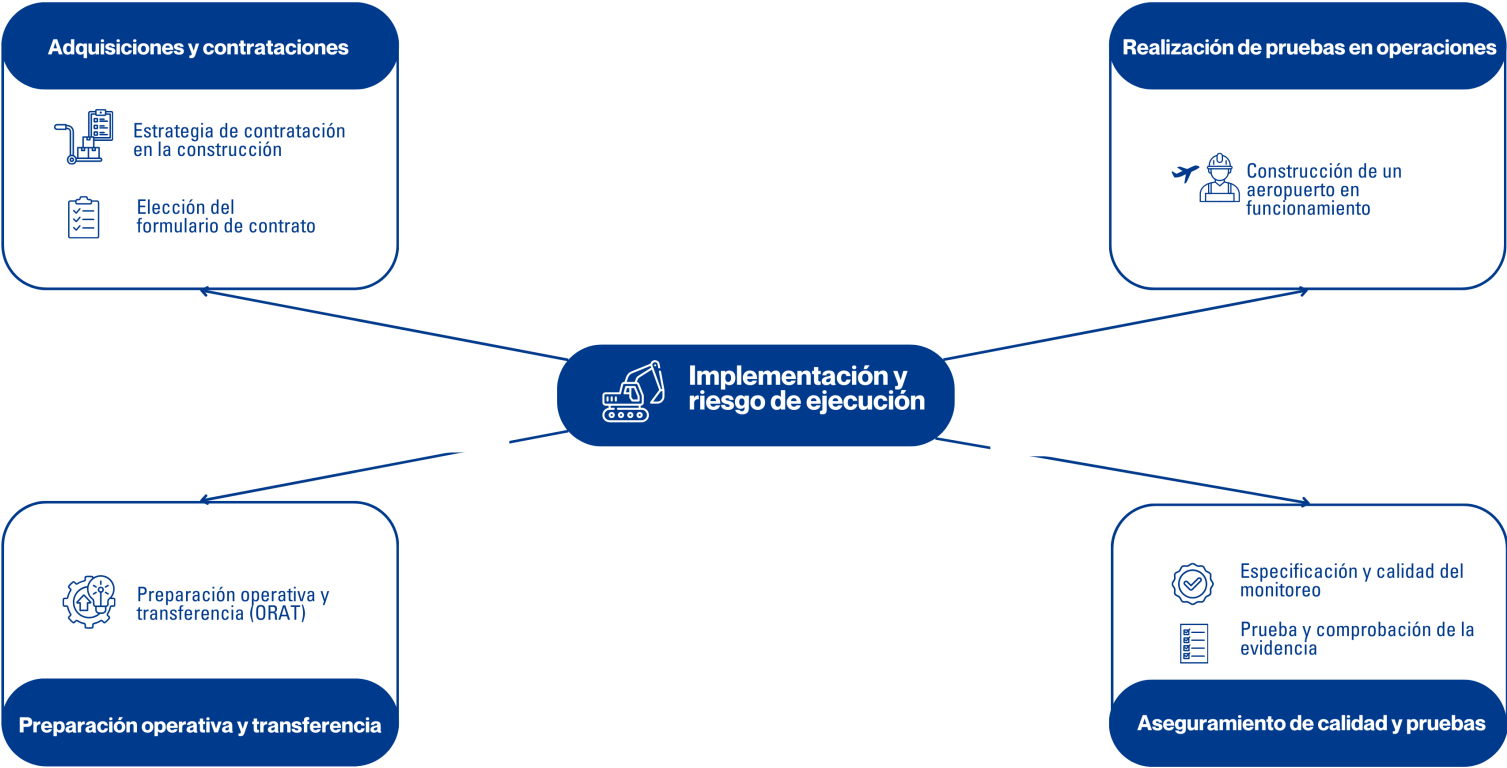 Adquisiciones y contrataciones
Estrategia de contratación
en la construcción
Elección del
formulario de contrato
Realización de pruebas en operaciones
Construcción de un
aeropuerto en
funcionamiento
Implementación y
riesgo de ejecución
Preparación operativa y
transferencia (ORAT)
Preparación operativa y transferencia
Especificación y calidad del
monitoreo
Prueba y comprobación de la
evidencia
Aseguramiento de calidad y pruebas